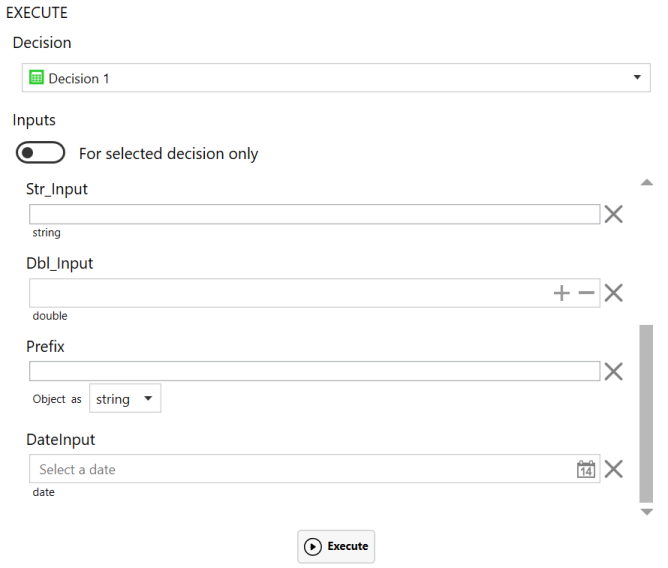 EXECUTE
Decision
Decision 1
Inputs
For selected decision only
Str_Input
string
Dbl_Input
double
Prefix
Object as string
DateInput
Select a date
14
date
Execute